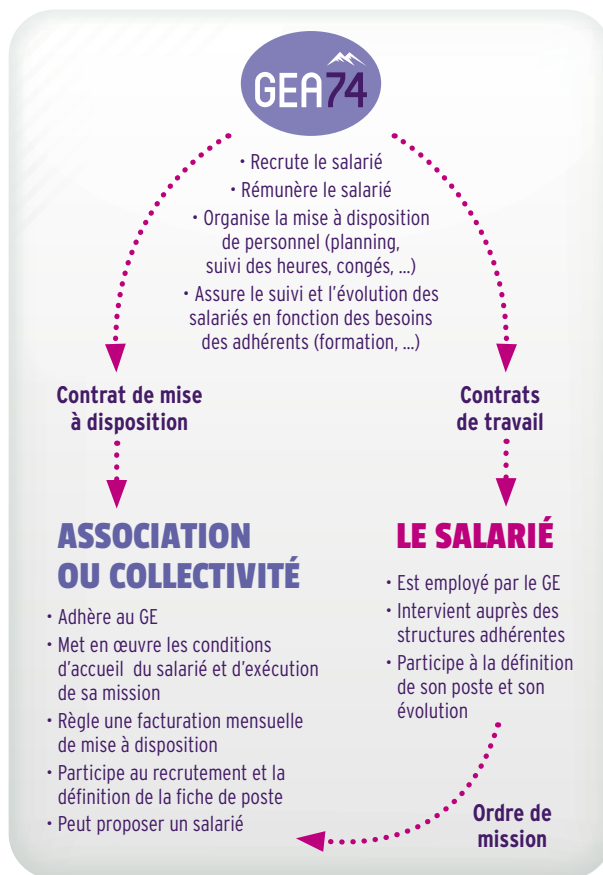 GEA74
• Recrute le salarié
• Rémunère le salarié
• Organise la mise à disposition
de personnel (planning,
suivi des heures, congés, ...)
• Assure le suivi et l'évolution des
salariés en fonction des besoins
des adhérents (formation, ...)
Contrat de mise
à disposition
Contrats
de travail
ASSOCIATION
OU COLLECTIVITÉ
• Adhère au GE
• Met en œuvre les conditions
d'accueil du salarié et d'exécution
de sa mission
• Règle une facturation mensuelle
de mise à disposition
• Participe au recrutement et la
définition de la fiche de poste
• Peut proposer un salarié
LE SALARIÉ
• Est employé par le GE
• Intervient auprès des
structures adhérentes
• Participe à la définition
de son poste et son
évolution
Ordre de
mission